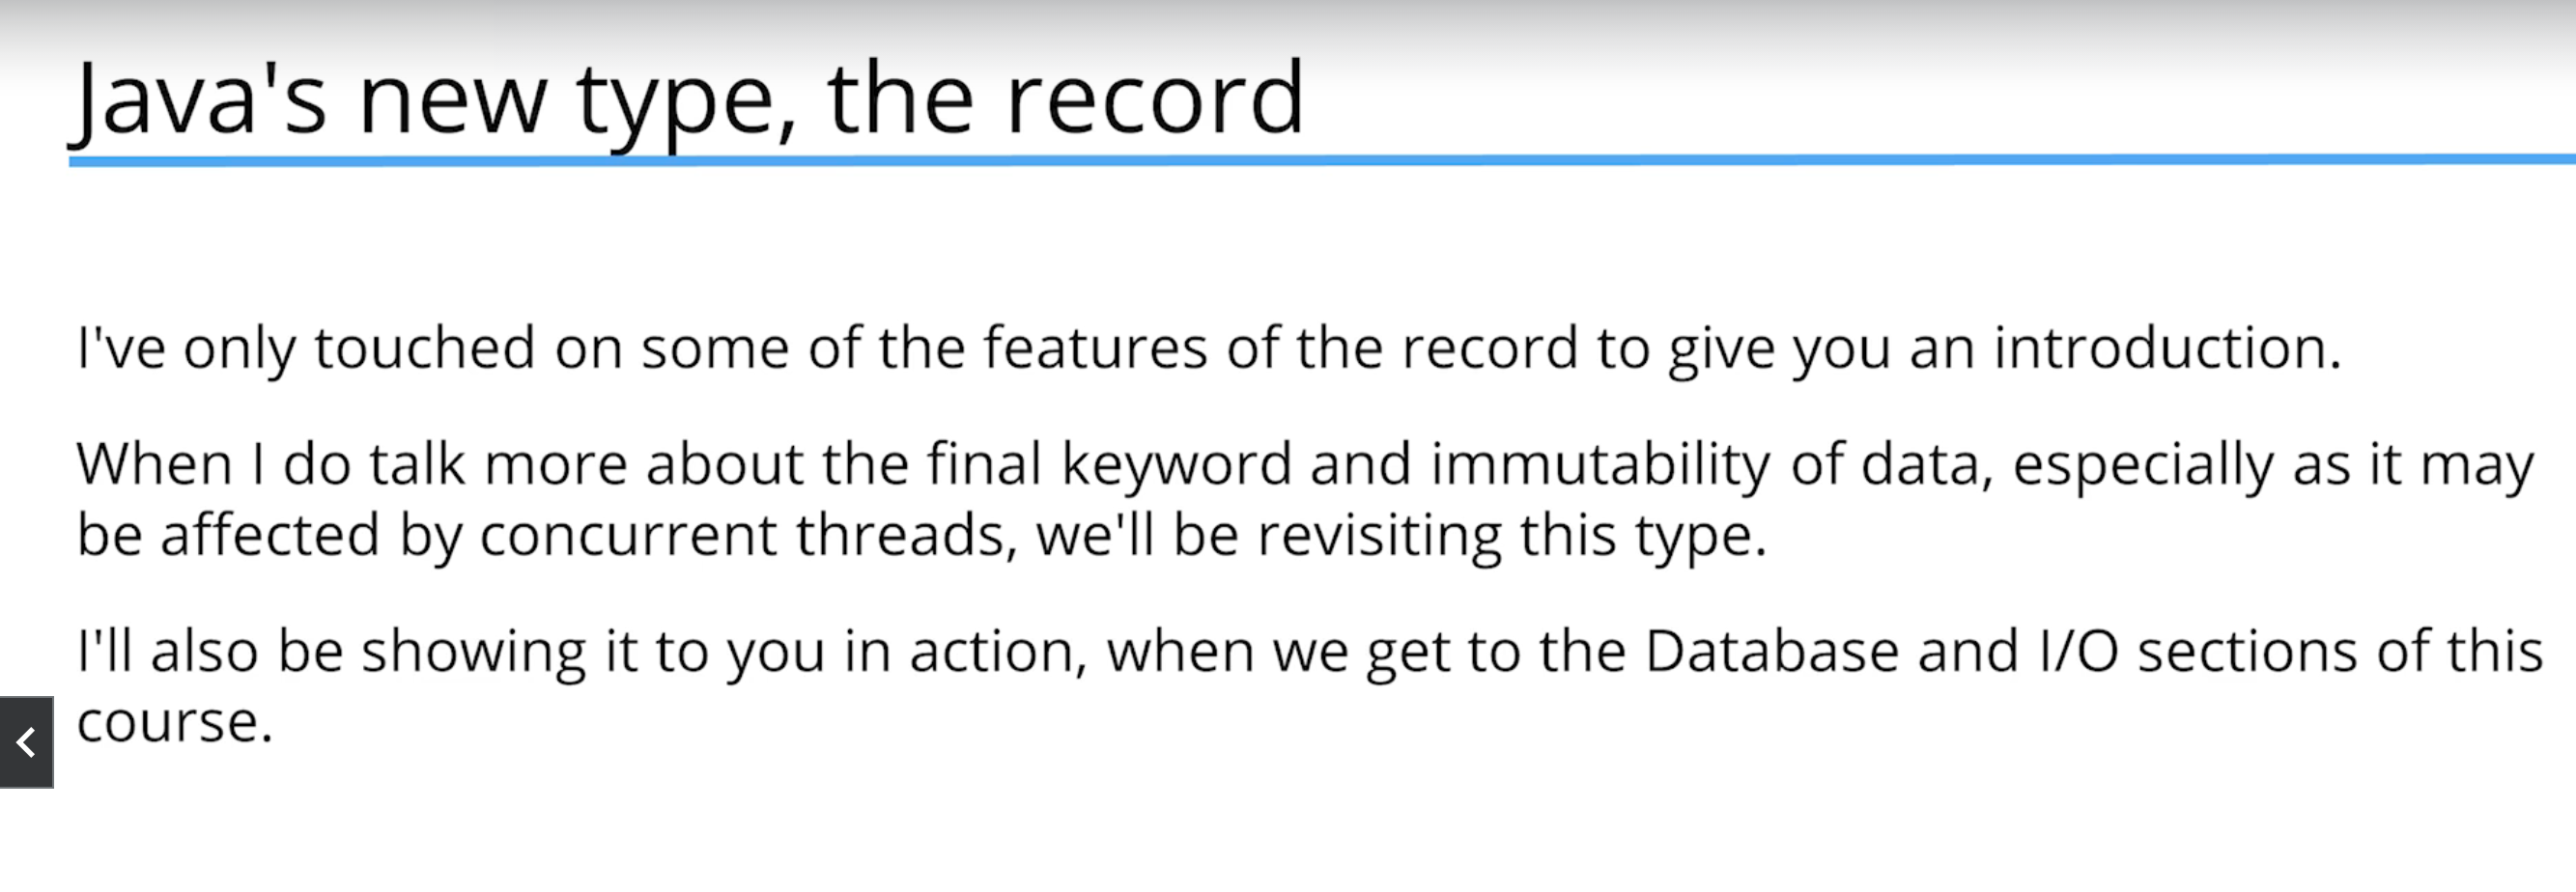 Java's new type, the record
I've only touched on some of the features of the record to give you an introduction.
When I do talk more about the final keyword and immutability of data, especially as it may
be affected by concurrent threads, we'll be revisiting this type.
I'll also be showing it to you in action, when we get to the Database and I/O sections of this
course.